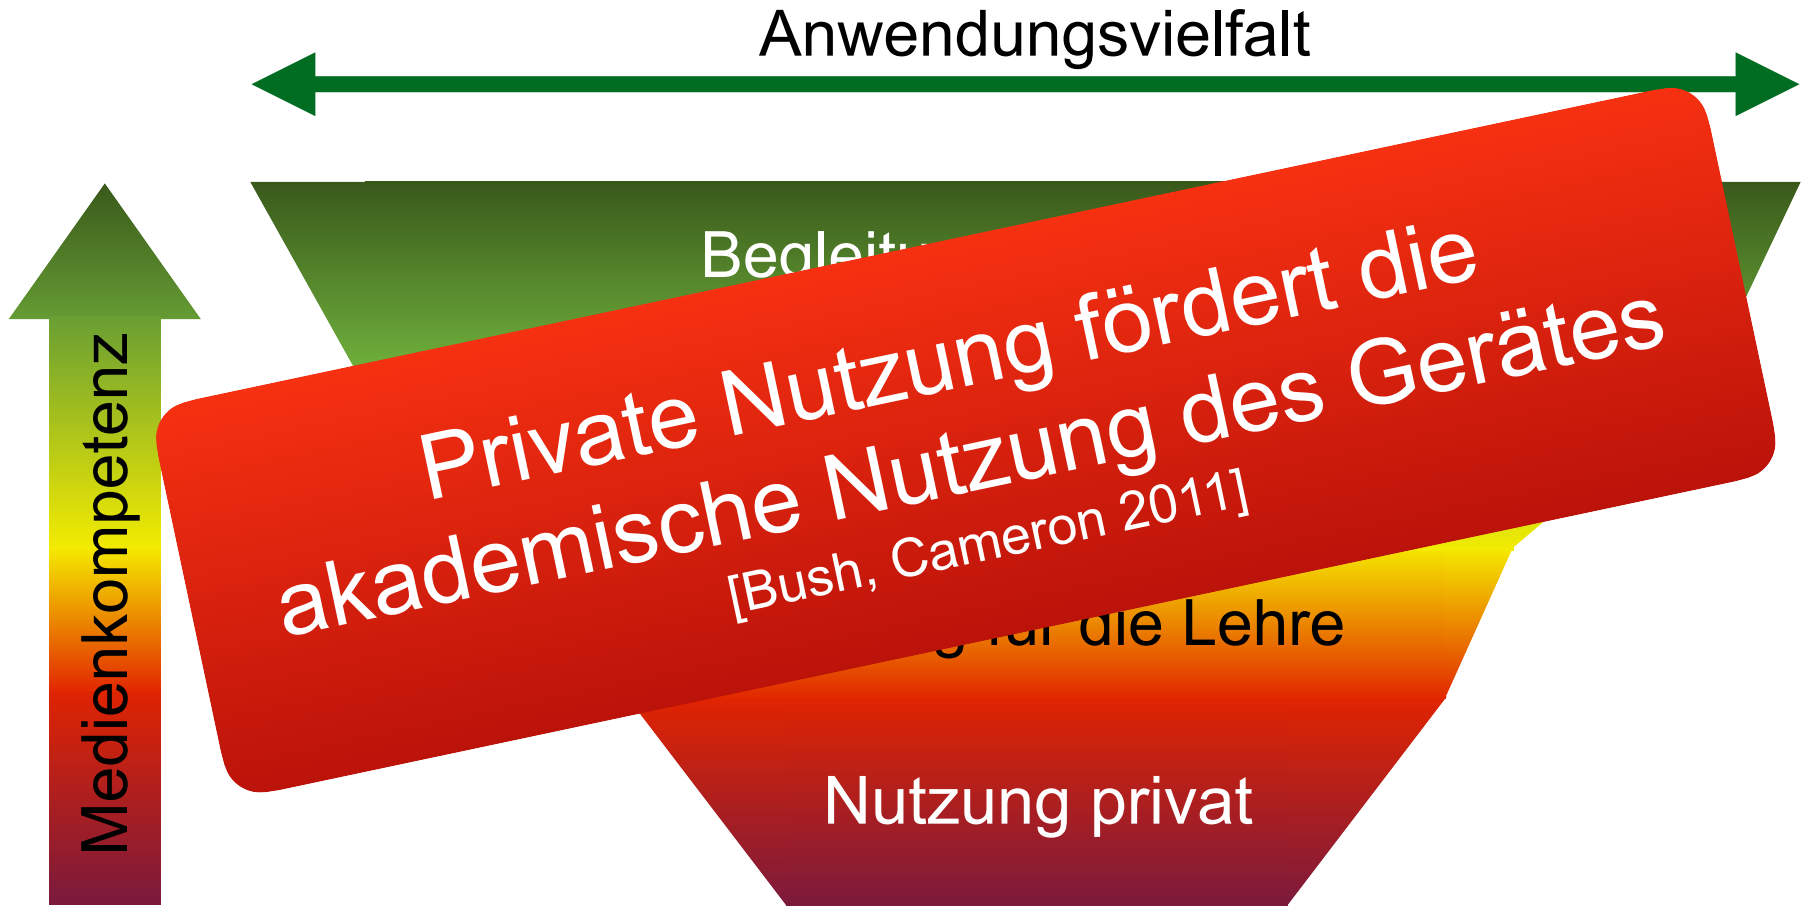 Anwendungsvielfalt
Medienkompetenz
Private Nutzung fördert die
akademische Nutzung des Gerätes
[Bush, Cameron 2011]
für die Lehre
Nutzung privat